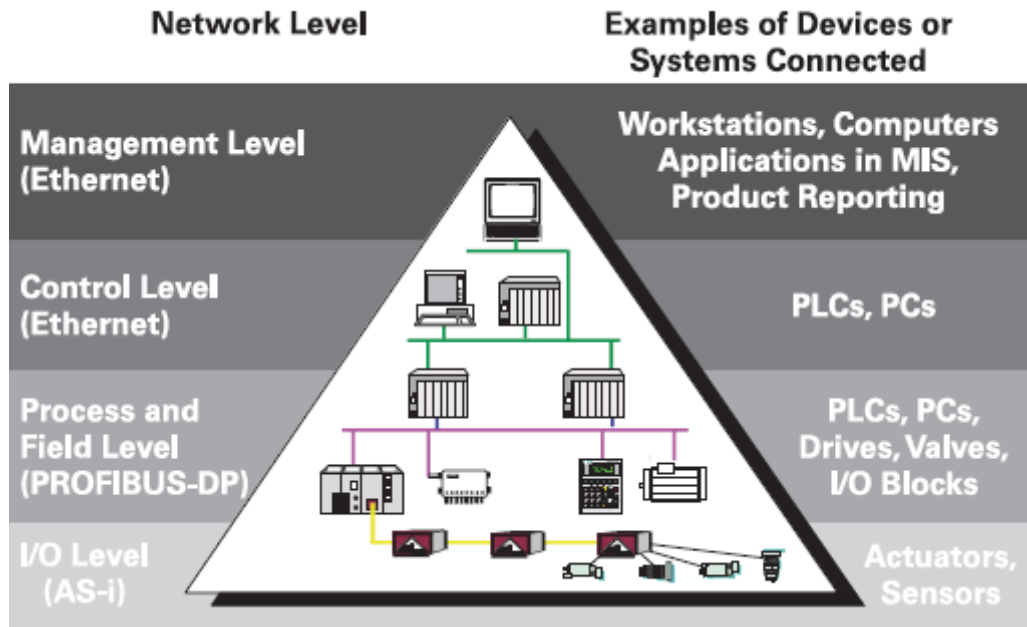 Network Level
Examples of Devices or
Systems Connected
Management Level
(Ethernet)
Workstations, Computers
Applications in MIS,
Product Reporting
Control Level
(Ethernet)
PLCs, PCs
Process and
Field Level
(PROFIBUS-DP)
PLCs, PCs,
Drives, Valves,
I/O Blocks
I/O Level
(AS-i)
Actuators,
Sensors